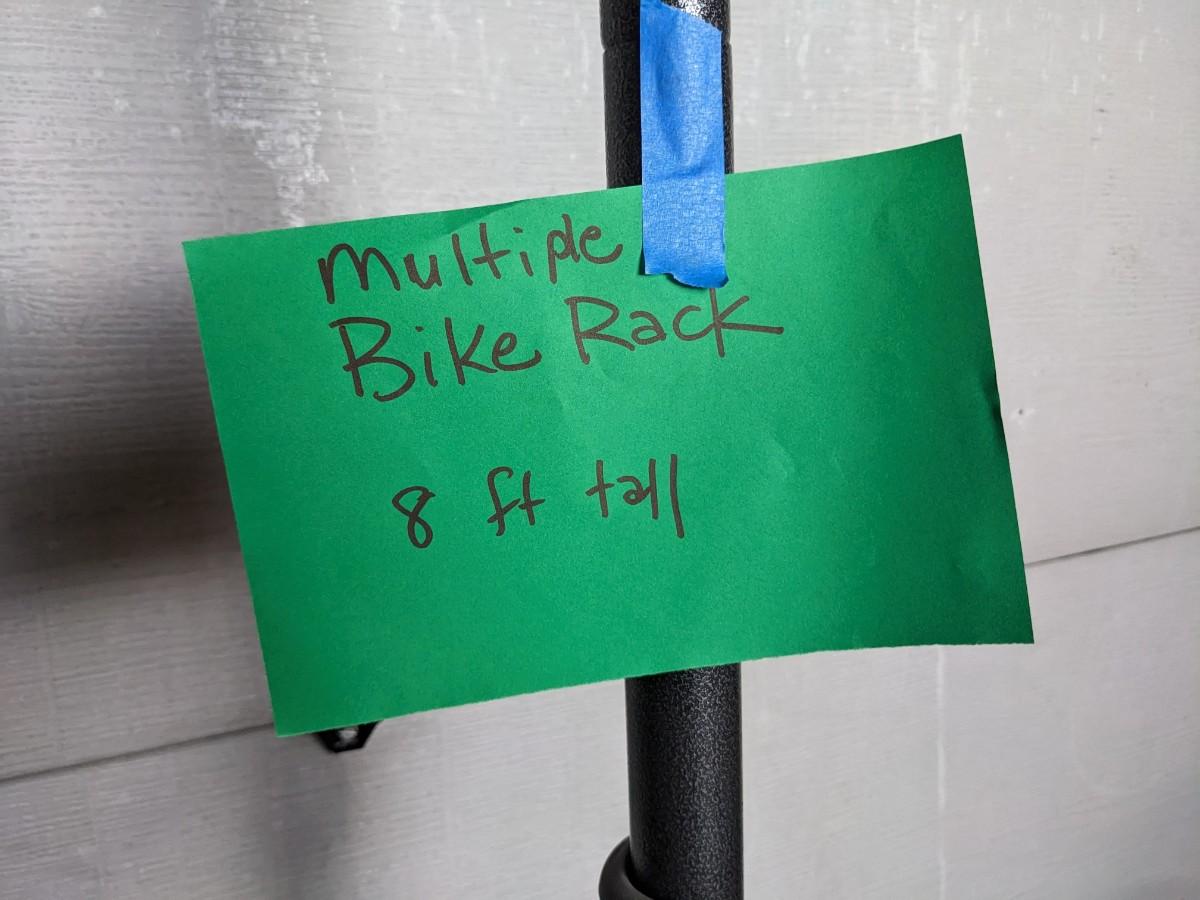 Multiple
Bike Rack
8 ft tall